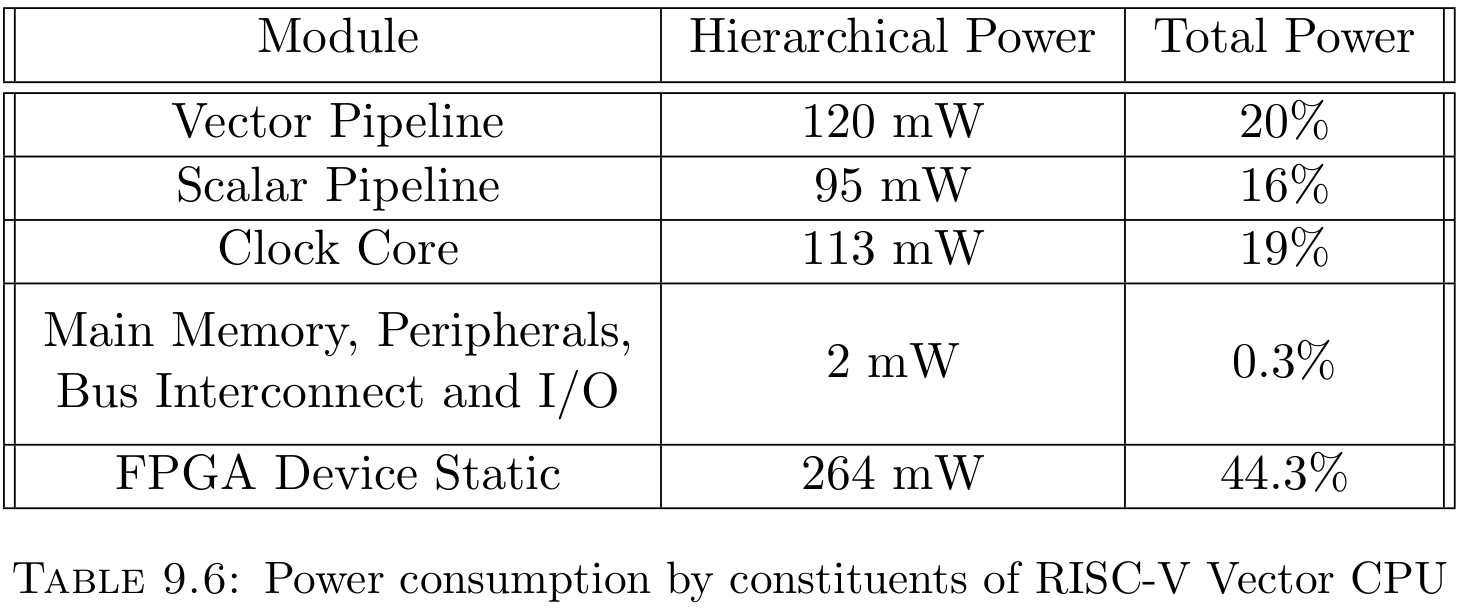 Module Hierarchical Power Total Power
Vector Pipeline 120 mW 20%
Scalar Pipeline 95 mW 16%
Clock Core 113 mW 19%
Main Memory, Peripherals,
Bus Interconnect and I/O 2 mW 0.3%
FPGA Device Static 264 mW 44.3%
TABLE 9.6: Power consumption by constituents of RISC-V Vector CPU